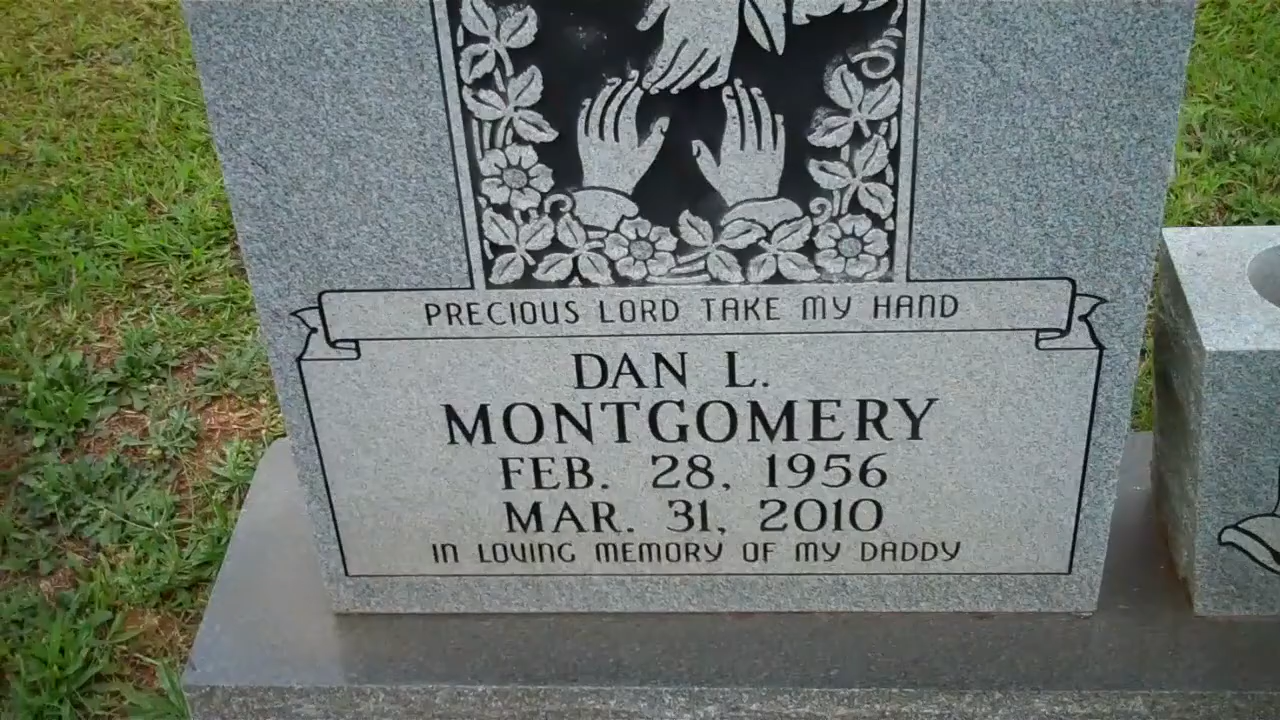 PRECIOUS LORD TAKE MY HAND
DAN L.
MONTGOMERY
FEB. 28, 1956
MAR. 31, 2010
IN LOVING MEMORY OF MY DADDY